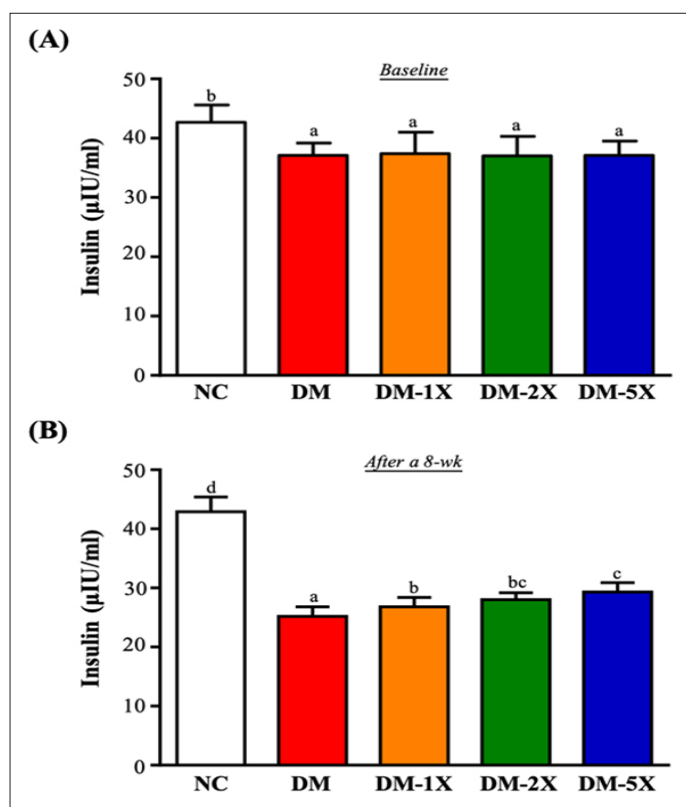 (A)
Baseline
Insulin (µIU/ml)
50
40
30
20
10
0
b
a
a
a
a
NC DM DM-1X DM-2X DM-5X
(B)
After a 8-wk
Insulin (µIU/ml)
50
40
30
20
10
0
d
a
b
bc
c
NC DM DM-1X DM-2X DM-5X